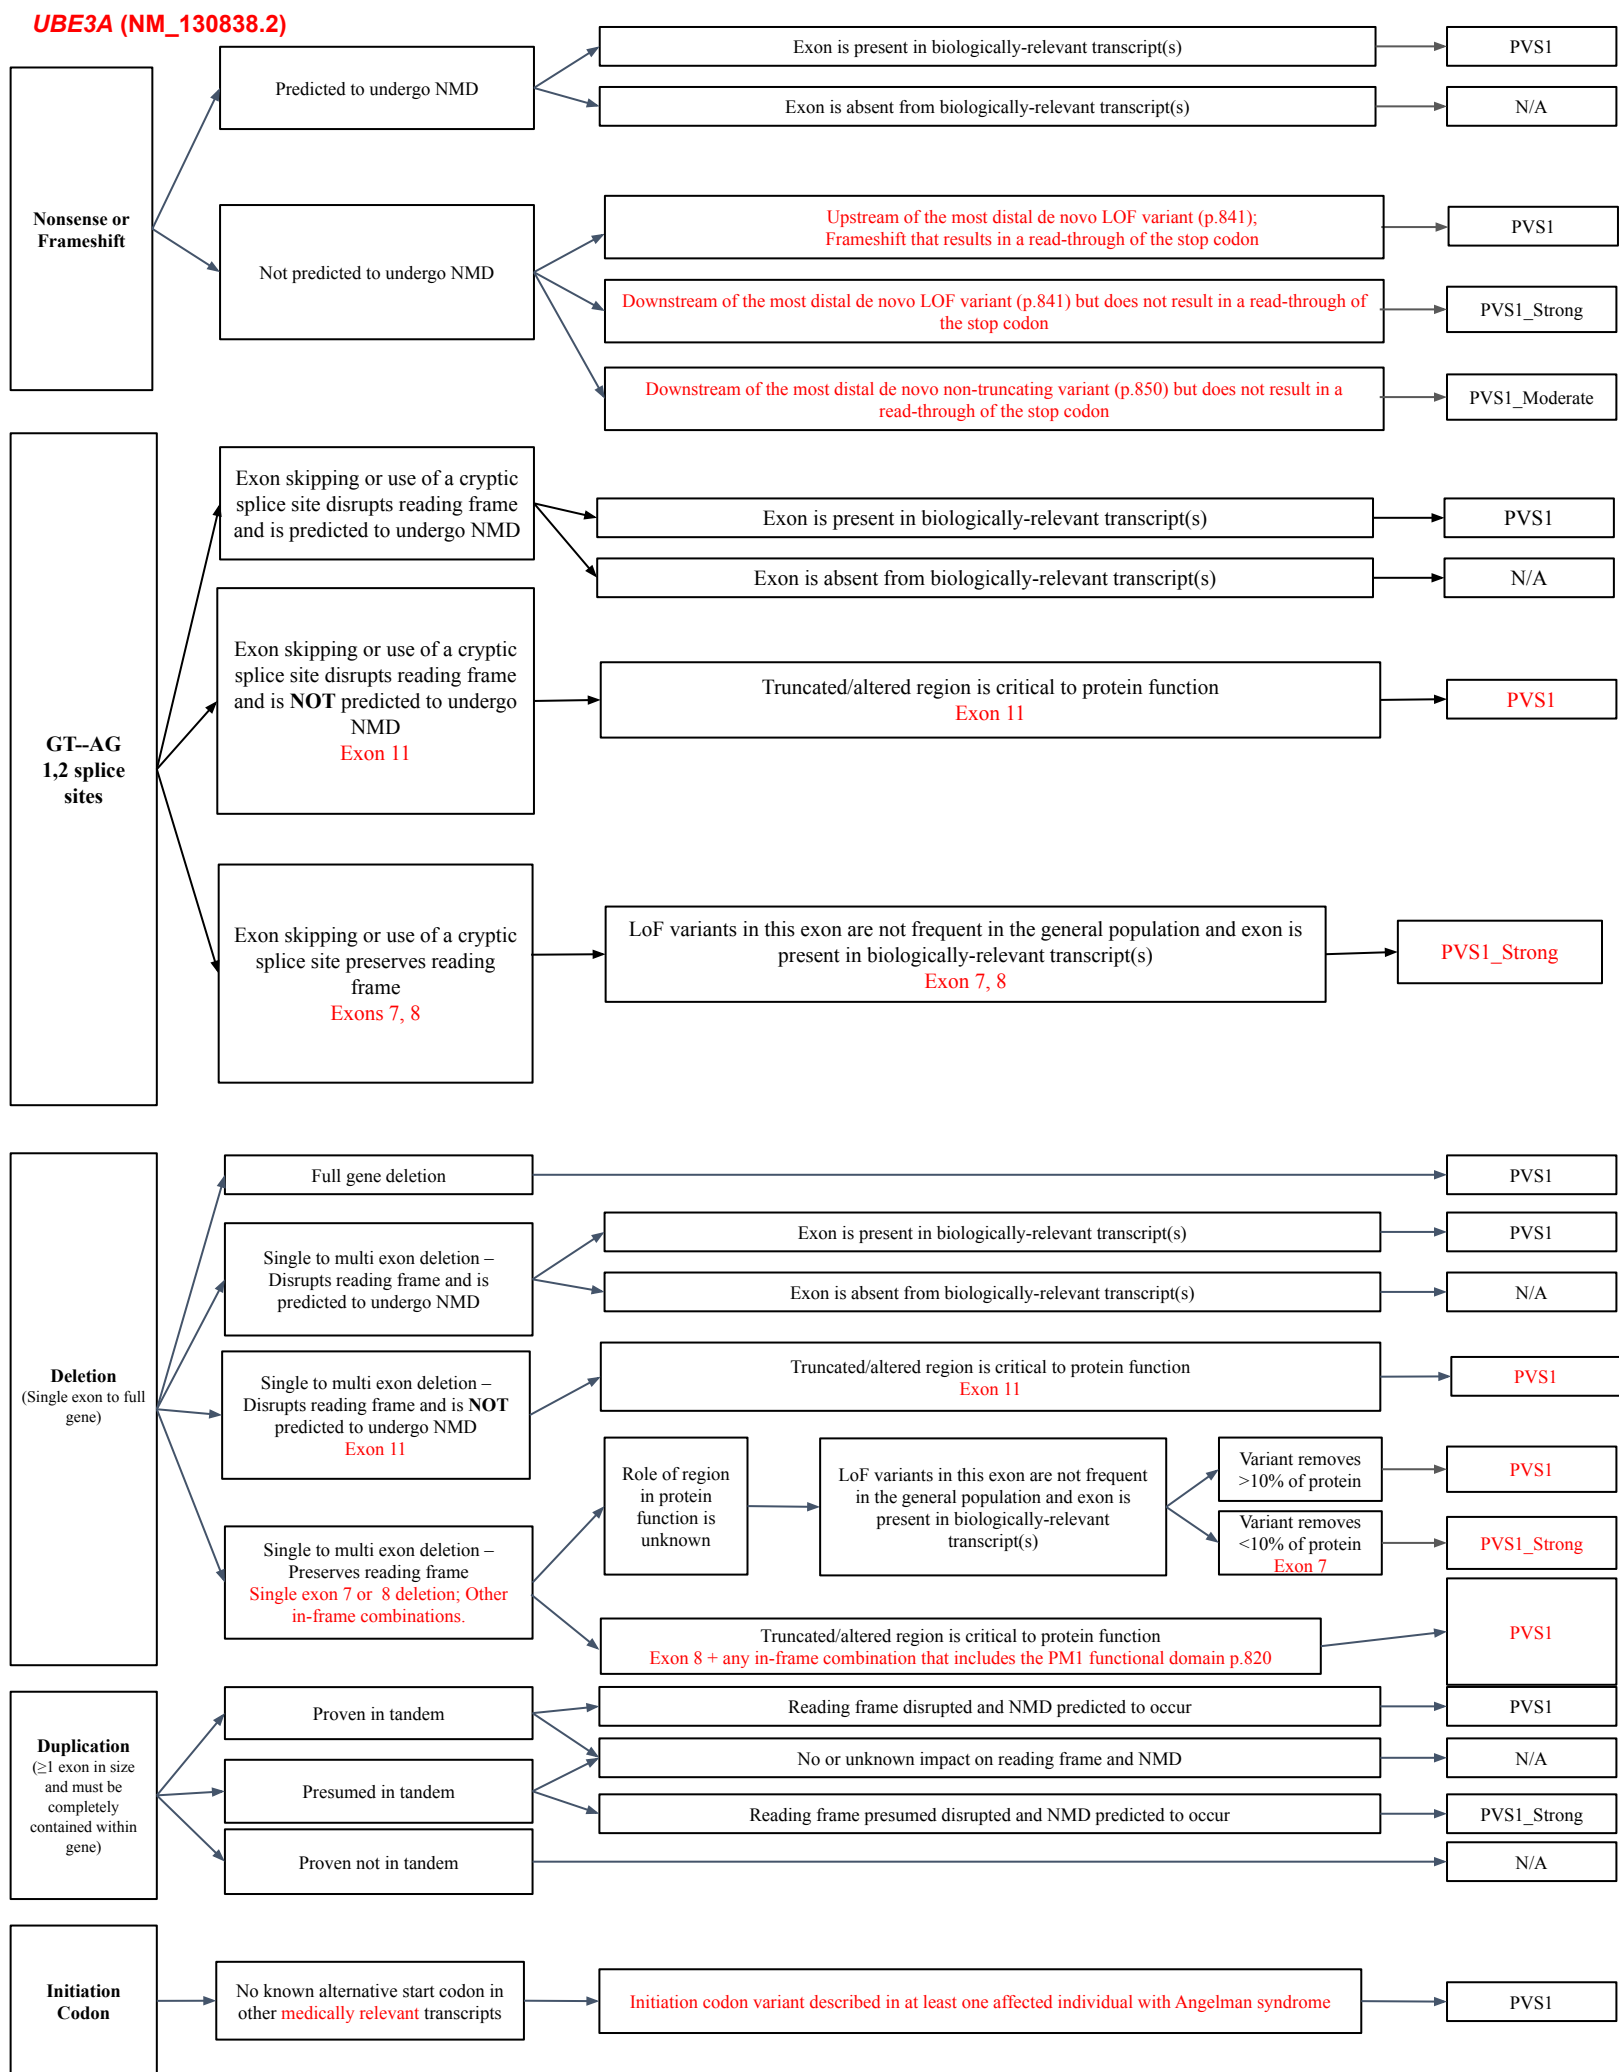 UBE3A (NM_130838.2)
Nonsense or
Frameshift
Predicted to undergo NMD
Exon is present in biologically-relevant transcript(s)
PVS1
Exon is absent from biologically-relevant transcript(s)
N/A
Not predicted to undergo NMD
Upstream of the most distal de novo LOF variant (p.841);
Frameshift that results in a read-through of the stop codon
PVS1
Downstream of the most distal de novo LOF variant (p.841) but does not result in a read-through of
the stop codon
PVS1_Strong
Downstream of the most distal de novo non-truncating variant (p.850) but does not result in a
read-through of the stop codon
PVS1_Moderate
GT--AG
1,2 splice
sites
Exon skipping or use of a cryptic
splice site disrupts reading frame
and is predicted to undergo NMD
Exon is present in biologically-relevant transcript(s)
PVS1
Exon is absent from biologically-relevant transcript(s)
N/A
Exon skipping or use of a cryptic
splice site disrupts reading frame
and is NOT predicted to undergo
NMD
Exon 11
Truncated/altered region is critical to protein function
Exon 11
PVS1
Exon skipping or use of a cryptic
splice site preserves reading
frame
Exons 7, 8
LoF variants in this exon are not frequent in the general population and exon is
present in biologically-relevant transcript(s)
Exon 7, 8
PVS1_Strong
Deletion
(Single exon to full
gene)
Full gene deletion
PVS1
Single to multi exon deletion –
Disrupts reading frame and is
predicted to undergo NMD
Exon is present in biologically-relevant transcript(s)
PVS1
Exon is absent from biologically-relevant transcript(s)
N/A
Single to multi exon deletion –
Disrupts reading frame and is NOT
predicted to undergo NMD
Exon 11
Truncated/altered region is critical to protein function
Exon 11
PVS1
Single to multi exon deletion –
Preserves reading frame
Single exon 7 or 8 deletion; Other
in-frame combinations.
Role of region
in protein
function is
unknown
LoF variants in this exon are not frequent
in the general population and exon is
present in biologically-relevant
transcript(s)
Variant removes
>10% of protein
PVS1
Variant removes
<10% of protein
Exon 7
PVS1_Strong
Truncated/altered region is critical to protein function
Exon 8 + any in-frame combination that includes the PM1 functional domain p.820
PVS1
Duplication
(≥1 exon in size
and must be
completely
contained within
gene)
Proven in tandem
Reading frame disrupted and NMD predicted to occur
PVS1
No or unknown impact on reading frame and NMD
N/A
Presumed in tandem
Reading frame presumed disrupted and NMD predicted to occur
PVS1_Strong
Proven not in tandem
N/A
Initiation
Codon
No known alternative start codon in
other medically relevant transcripts
Initiation codon variant described in at least one affected individual with Angelman syndrome
PVS1